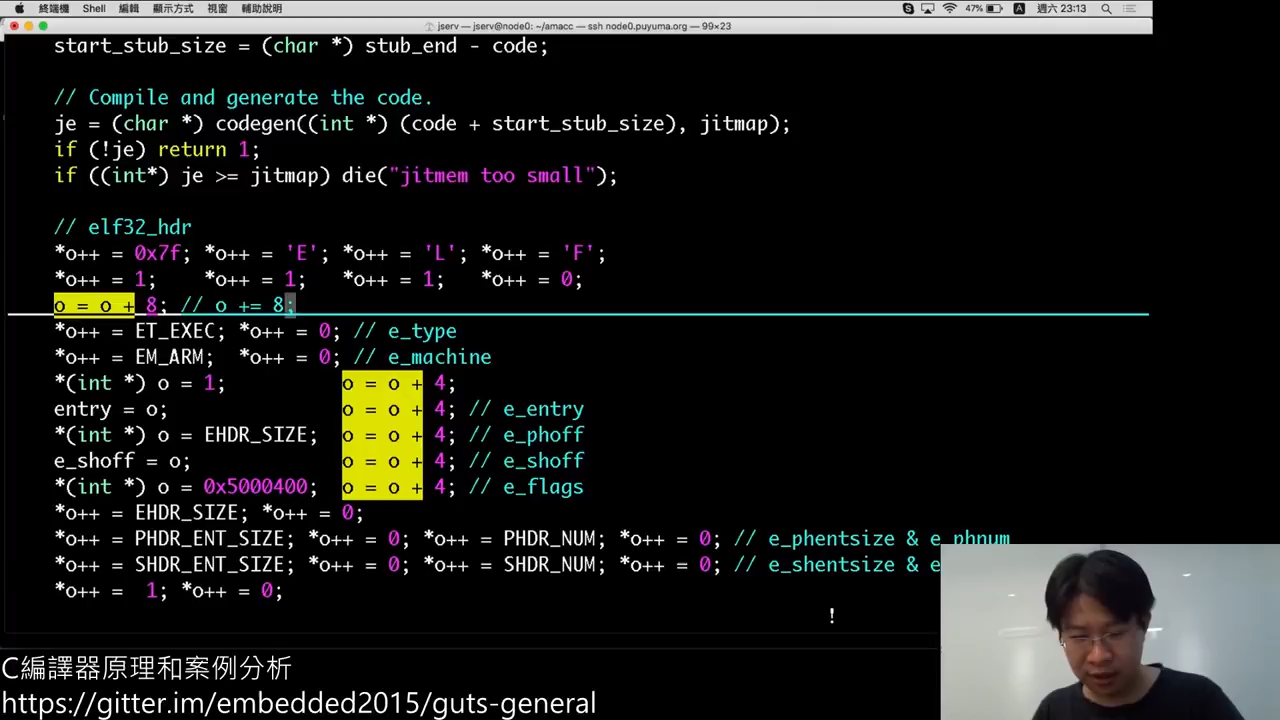 終端機 Shell 編輯 顯示方式 視窗 輔助說明 47% A 週六 23:13
jserv — jserv@node0: ~/amacc — ssh node0.puyuma.org — 99×23
start_stub_size = (char *) stub_end - code;
// Compile and generate the code.
je = (char *) codegen((int *) (code + start_stub_size), jitmap);
if (!je) return 1;
if ((int*) je >= jitmap) die("jitmem too small");
// elf32_hdr
*o++ = 0x7f; *o++ = 'E'; *o++ = 'L'; *o++ = 'F';
*o++ = 1; *o++ = 1; *o++ = 1; *o++ = 0;
o = o + 8; // o += 8;
*o++ = ET_EXEC; *o++ = 0; // e_type
*o++ = EM_ARM; *o++ = 0; // e_machine
*(int *) o = 1; o = o + 4;
entry = o; o = o + 4; // e_entry
*(int *) o = EHDR_SIZE; o = o + 4; // e_phoff
e_shoff = o; o = o + 4; // e_shoff
*(int *) o = 0x5000400; o = o + 4; // e_flags
*o++ = EHDR_SIZE; *o++ = 0;
*o++ = PHDR_ENT_SIZE; *o++ = 0; *o++ = PHDR_NUM; *o++ = 0; // e_phentsize & e_phnum
*o++ = SHDR_ENT_SIZE; *o++ = 0; *o++ = SHDR_NUM; *o++ = 0; // e_shentsize & e
*o++ = 1; *o++ = 0;
!
C編譯器原理和案例分析
https://gitter.im/embedded2015/guts-general